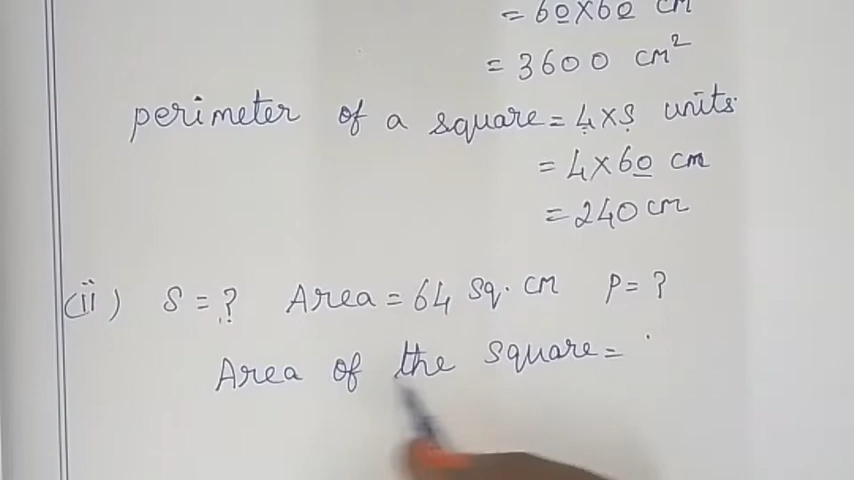 = 60×60 cm
= 3600 cm²
perimeter of a square = 4×s units
= 4×60 cm
= 240 cm
(ii) s = ? Area = 64 sq. cm P = ?
Area of the square =